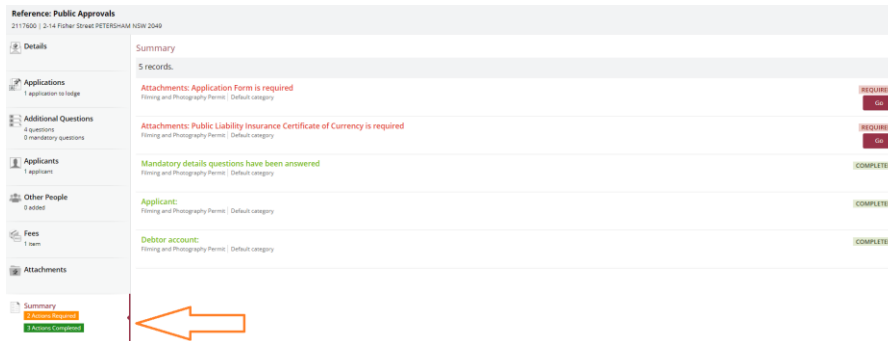 Reference: Public Approvals
2117600 | 2-14 Fisher Street PETERSHAM NSW 2049
Details
Applications
1 application to lodge
Additional Questions
4 questions
0 mandatory questions
Applicants
1 applicant
Other People
0 added
Fees
1 item
Attachments
Summary
2 Actions Required
3 Actions Completed
Summary
5 records.
Attachments: Application Form is required
Filming and Photography Permit | Default category
REQUIRE
Go
Attachments: Public Liability Insurance Certificate of Currency is required
Filming and Photography Permit | Default category
REQUIRE
Go
Mandatory details questions have been answered
Filming and Photography Permit | Default category
COMPLETE
Applicant:
Filming and Photography Permit | Default category
COMPLETE
Debtor account:
Filming and Photography Permit | Default category
COMPLETE